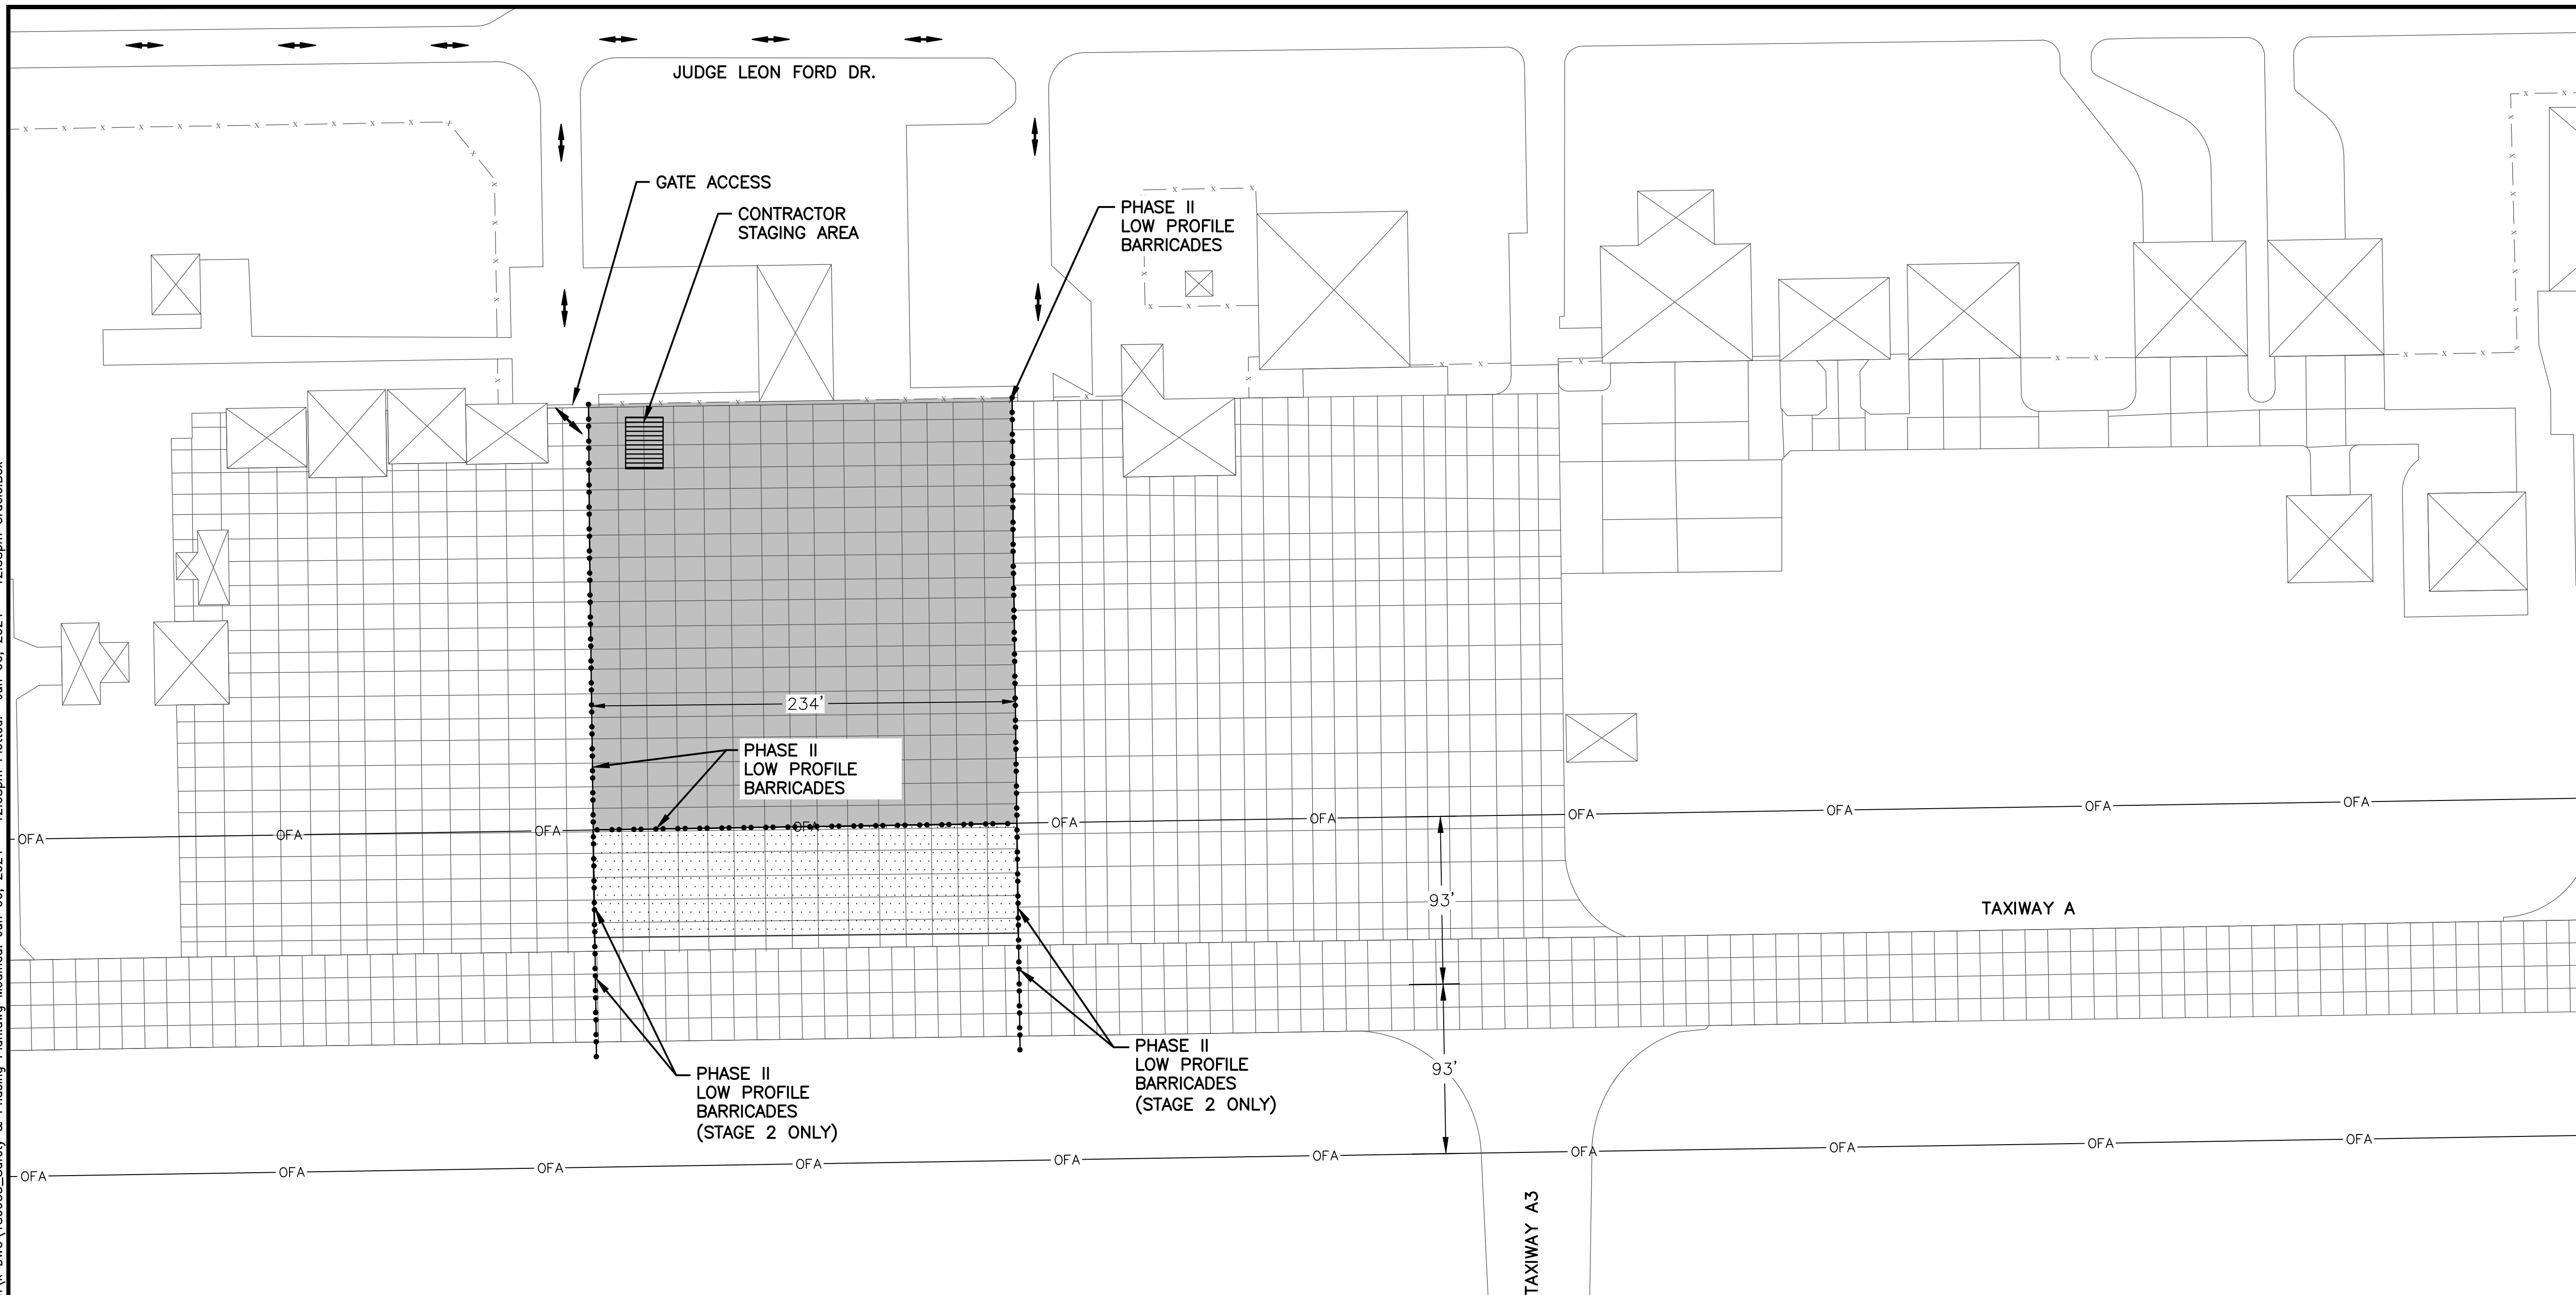 JUDGE LEON FORD DR.
GATE ACCESS
CONTRACTOR
STAGING AREA
PHASE II
LOW PROFILE
BARRICADES
234'
PHASE II
LOW PROFILE
BARRICADES
OFA
OFA
OFA
OFA
OFA
OFA
OFA
OFA
OFA
OFA
93'
TAXIWAY A
PHASE II
LOW PROFILE
BARRICADES
(STAGE 2 ONLY)
PHASE II
LOW PROFILE
BARRICADES
(STAGE 2 ONLY)
93'
OFA
OFA
OFA
OFA
OFA
OFA
OFA
OFA
OFA
OFA
TAXIWAY A3